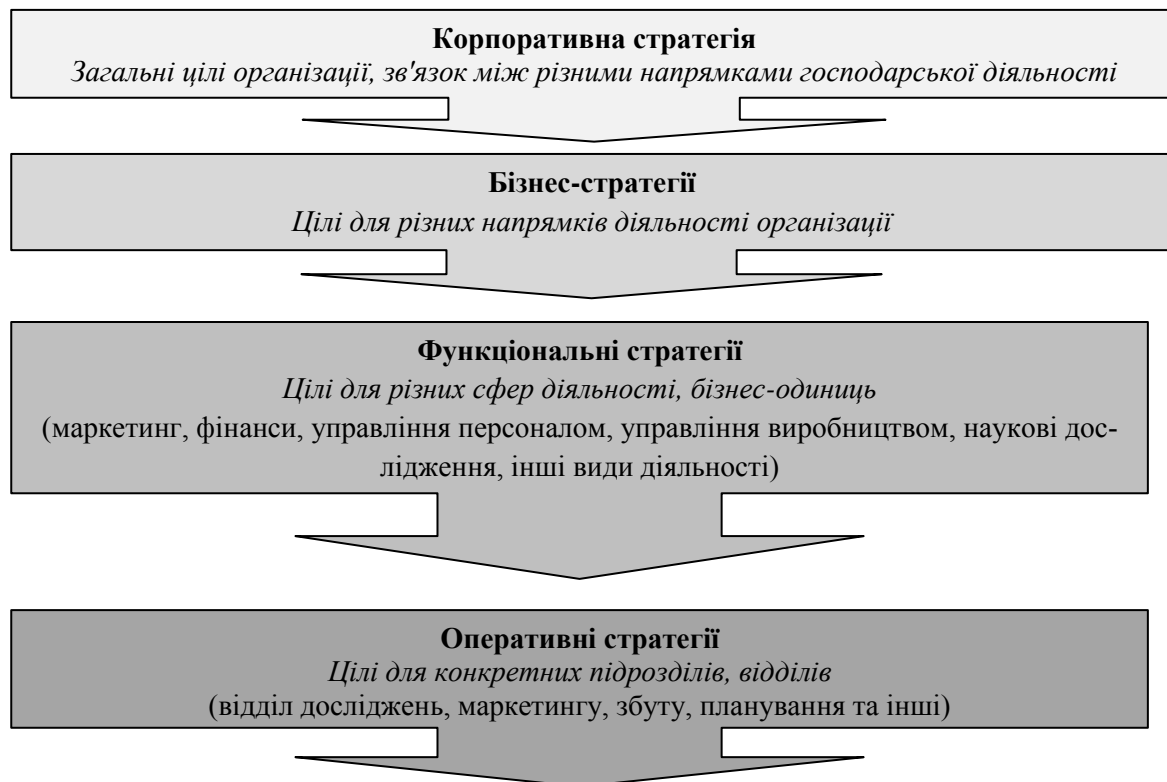 Корпоративна стратегія
Загальні цілі організації, зв'язок між різними напрямками господарської діяльності
Бізнес-стратегії
Цілі для різних напрямків діяльності організації
Функціональні стратегії
Цілі для різних сфер діяльності, бізнес-одиниць
(маркетинг, фінанси, управління персоналом, управління виробництвом, наукові дос-
лідження, інші види діяльності)
Оперативні стратегії
Цілі для конкретних підрозділів, відділів
(відділ досліджень, маркетингу, збуту, планування та інші)